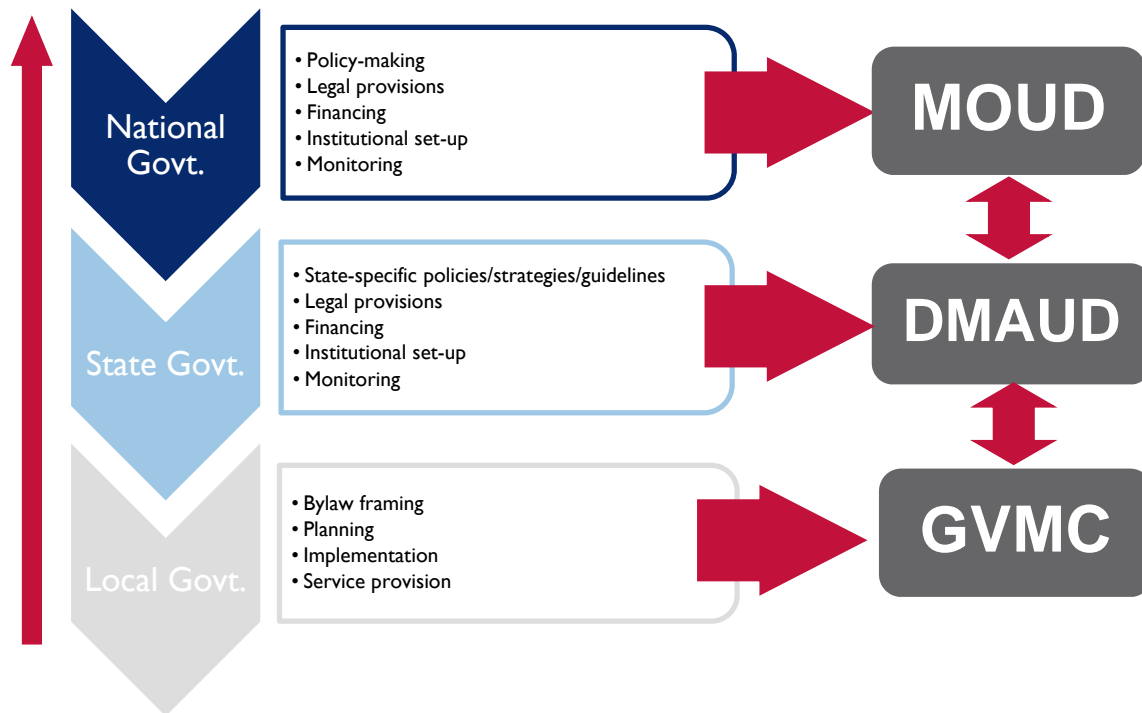 National
Govt.
• Policy-making
• Legal provisions
• Financing
• Institutional set-up
• Monitoring
MOUD
State Govt.
• State-specific policies/strategies/guidelines
• Legal provisions
• Financing
• Institutional set-up
• Monitoring
DMAUD
Local Govt.
• Bylaw framing
• Planning
• Implementation
• Service provision
GVMC